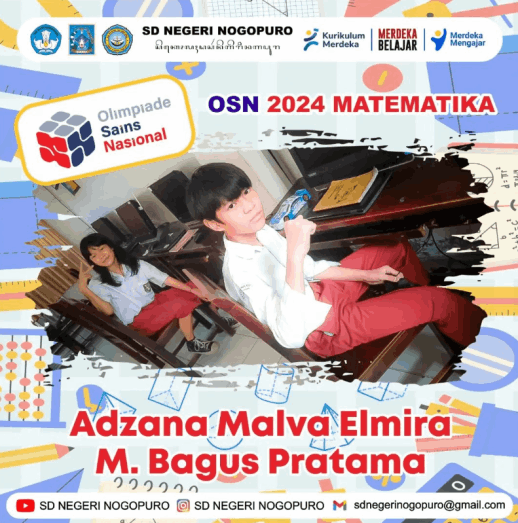 SD NEGERI NOGOPURO
Kurikulum
Merdeka
MERDEKA
BELAJAR
Merdeka
Mengajar
Olimpiade
Sains
Nasional
OSN 2024 MATEMATIKA
Adzana Malva Elmira
M. Bagus Pratama
??????
SD NEGERI NOGOPURO SD NEGERI NOGOPURO sdnegerinogopuro@gmail.com